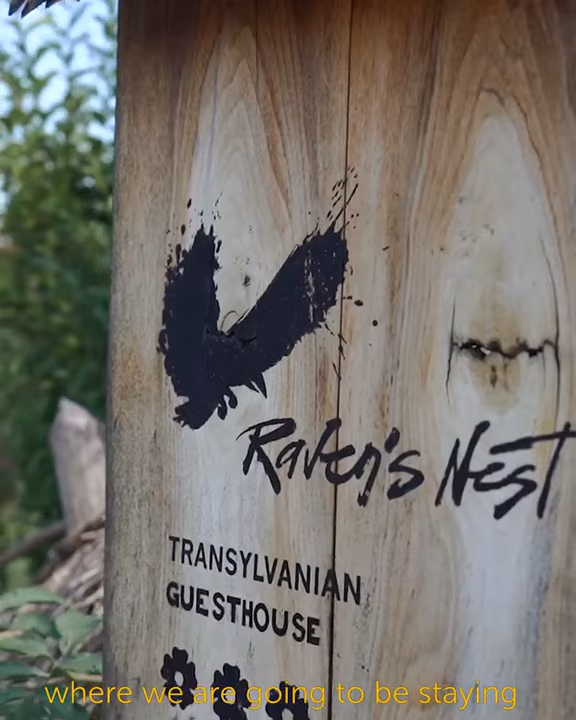 Raven's Nest
TRANSYLVANIAN
GUESTHOUSE
where we are going to be staying